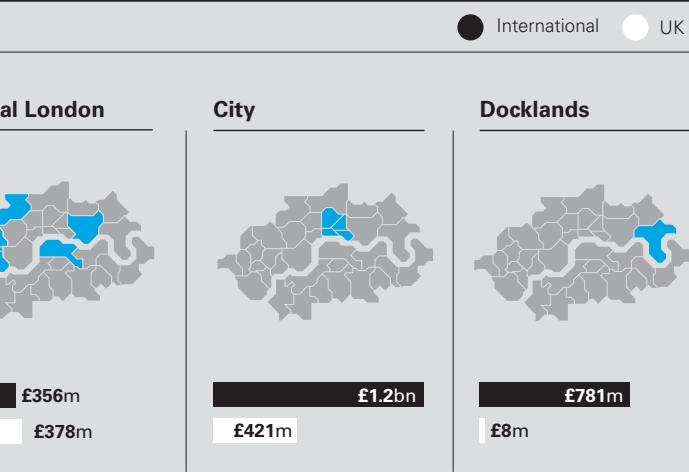 International UK
al London
City
Docklands
£356m
£378m
£1.2bn
£421m
£781m
£8m